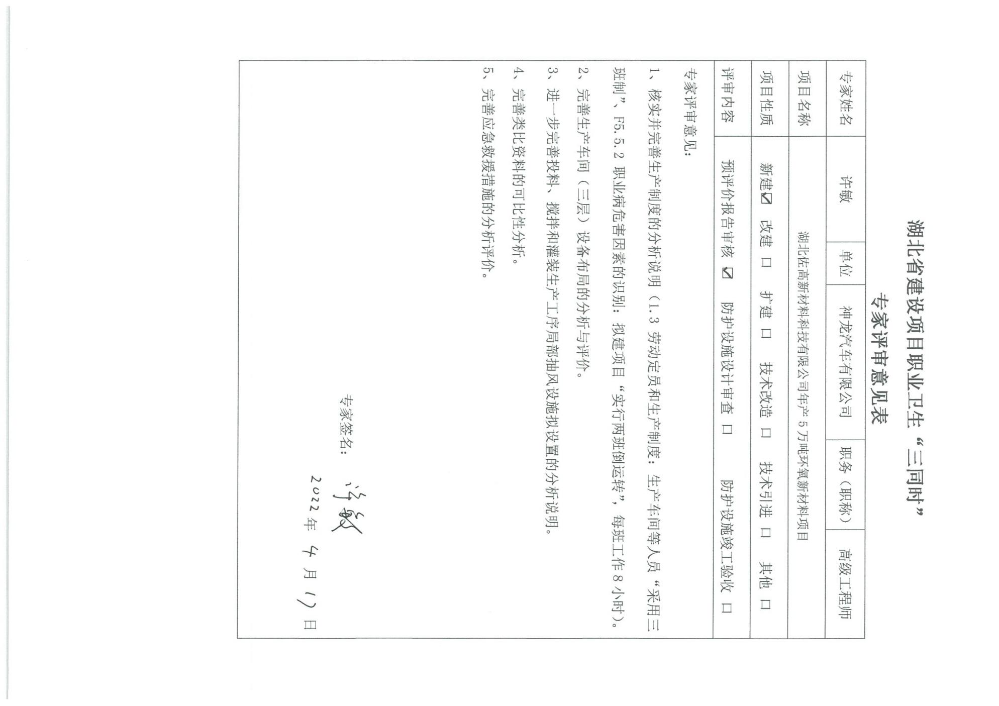 湖北省建设项目职业卫生“三同时”
专家评审意见表
专家姓名 许敏 单位 神龙汽车有限公司 职务（职称） 高级工程师
项目名称 湖北佐高新材料科技有限公司年产5万吨环氧新材料项目
项目性质 新建☑ 改建 口 扩建 口 技术改造 口 技术引进 口 其他 口
评审内容 预评价报告审核 ☑ 防护设施设计审查 口 防护设施竣工验收 口
专家评审意见：
1、核实并完善生产制度的分析说明（1.3 劳动定员和生产制度：生产车间等人员“采用三
班制”、F5.5.2 职业病危害因素的识别：拟建项目“实行两班倒运转”，每班工作8小时）。
2、完善生产车间（三层）设备布局的分析与评价。
3、进一步完善投料、搅拌和灌装生产工序局部抽风设施拟设置的分析说明。
4、完善类比资料的可比性分析。
5、完善应急救援措施的分析评价。
专家签名：许敏
2022年 4 月 17 日